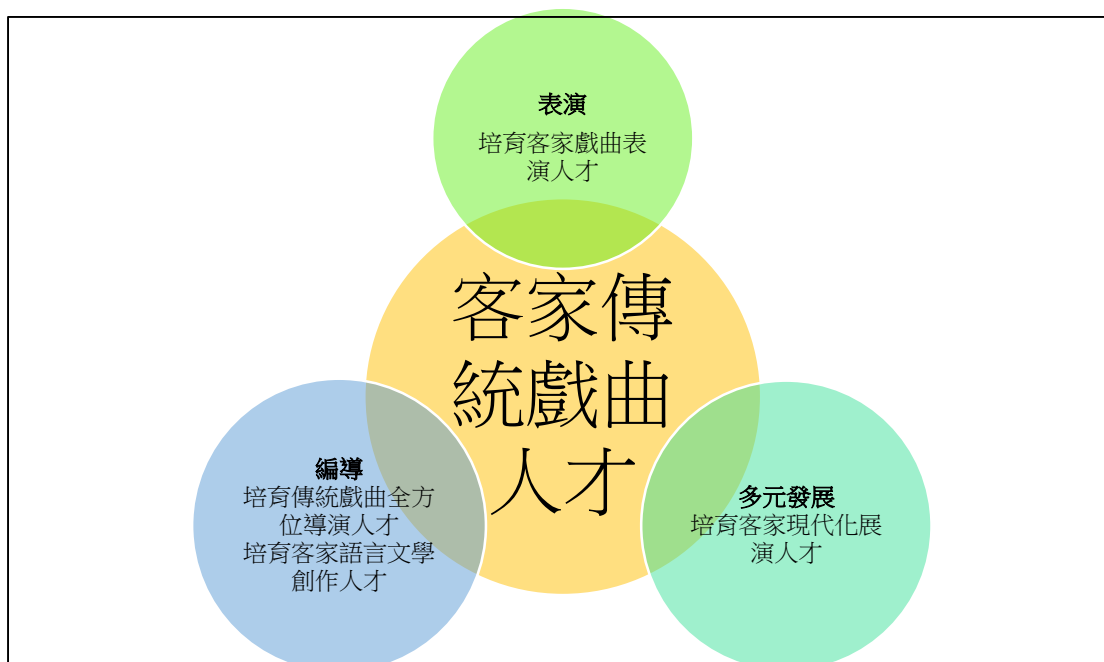 表演
培育客家戲曲表
演人才
客家傳
統戲曲
人才
編導
培育傳統戲曲全方
位導演人才
培育客家語言文學
創作人才
多元發展
培育客家現代化展
演人才